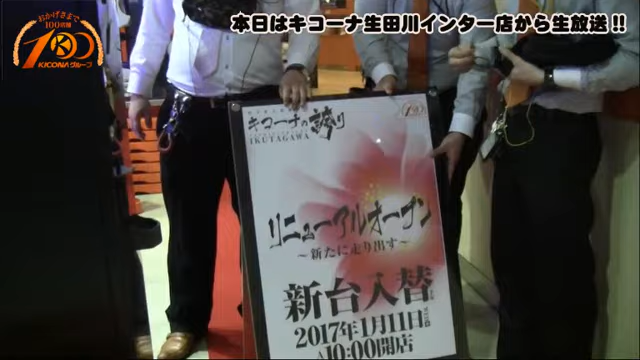 おかげさまで
100店舗
100
KICONAグループ
本日はキコーナ生田川インター店から生放送!!
キコーナの誇り
IKUTAGAWA
リニューアルオープン
〜新たに走り出す〜
新台入替
2017年1月11日
10:00開店